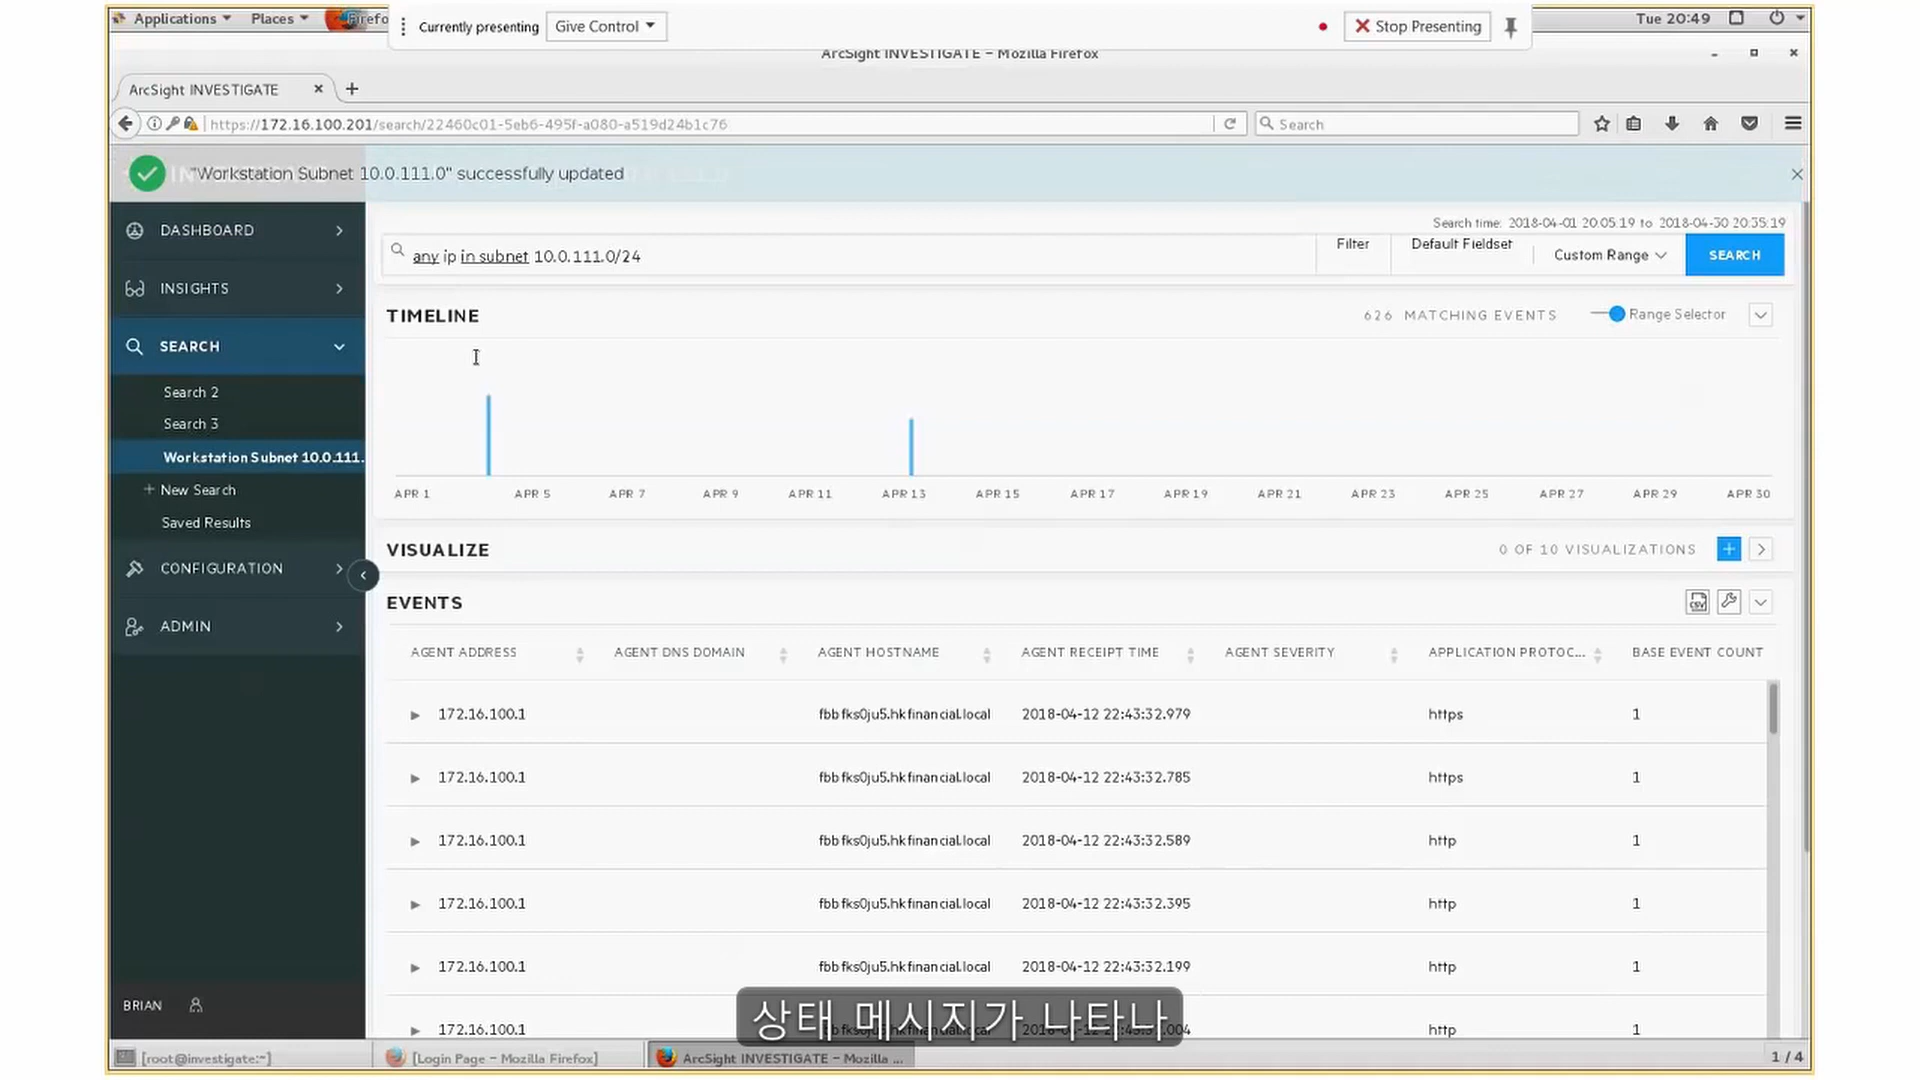 Applications Places Firefo
Currently presenting Give Control Stop Presenting
Tue 20:49
ArcSight INVESTIGATE - Mozilla Firefox
ArcSight INVESTIGATE
https://172.16.100.201/search/22460c01-5eb6-495f-a080-a519d24b1c76
Search
"Workstation Subnet 10.0.111.0" successfully updated
DASHBOARD
INSIGHTS
SEARCH
Search 2
Search 3
Workstation Subnet 10.0.111.
+ New Search
Saved Results
CONFIGURATION
ADMIN
BRIAN
Search time: 2018-04-01 20:05:19 to 2018-04-30 20:35:19
any ip in subnet 10.0.111.0/24
Filter
Default Fieldset
Custom Range
SEARCH
TIMELINE
626 MATCHING EVENTS
Range Selector
APR 1 APR 5 APR 7 APR 9 APR 11 APR 13 APR 15 APR 17 APR 19 APR 21 APR 23 APR 25 APR 27 APR 29 APR 30
VISUALIZE
0 OF 10 VISUALIZATIONS
EVENTS
CSV
AGENT ADDRESS AGENT DNS DOMAIN AGENT HOSTNAME AGENT RECEIPT TIME AGENT SEVERITY APPLICATION PROTOC... BASE EVENT COUNT
172.16.100.1 fbbfks0ju5.hkfinancial.local 2018-04-12 22:43:32.979 https 1
172.16.100.1 fbbfks0ju5.hkfinancial.local 2018-04-12 22:43:32.785 https 1
172.16.100.1 fbbfks0ju5.hkfinancial.local 2018-04-12 22:43:32.589 http 1
172.16.100.1 fbbfks0ju5.hkfinancial.local 2018-04-12 22:43:32.395 http 1
172.16.100.1 fbbfks0ju5.hkfinancial.local 2018-04-12 22:43:32.199 http 1
172.16.100.1 http 1
상태 메시지가 나타나
[root@investigate:~]
[Login Page - Mozilla Firefox]
ArcSight INVESTIGATE - Mozilla ...
1 / 4